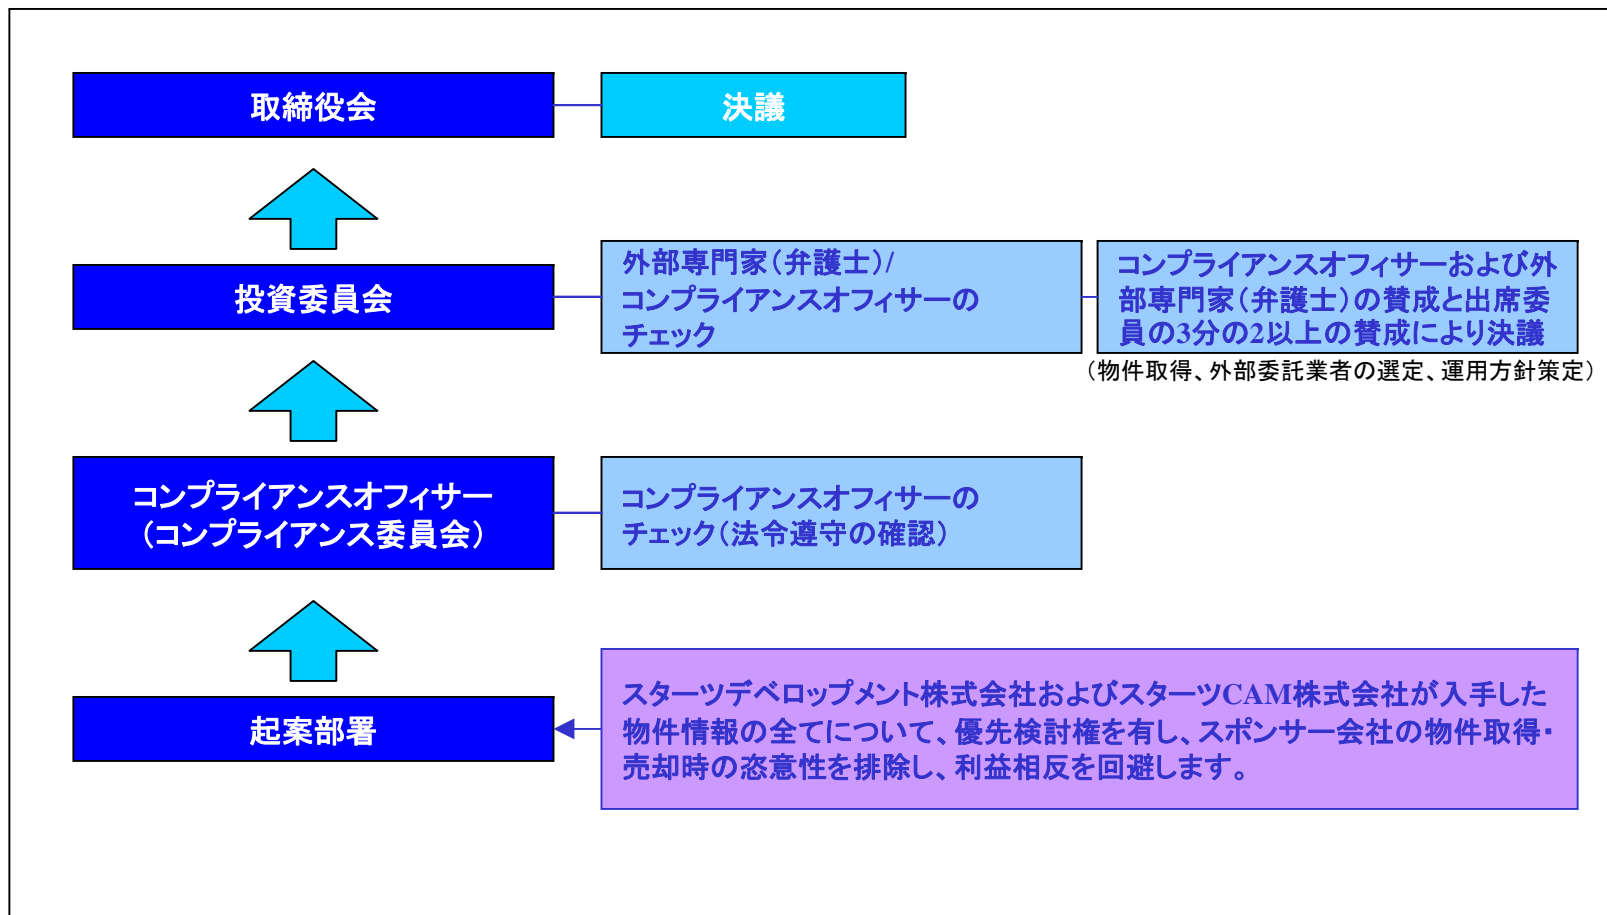 取締役会
決議
投資委員会
外部専門家（弁護士）/
コンプライアンスオフィサーの
チェック
コンプライアンスオフィサーおよび外
部専門家（弁護士）の賛成と出席委
員の3分の2以上の賛成により決議
（物件取得、外部委託業者の選定、運用方針策定）
コンプライアンスオフィサー
（コンプライアンス委員会）
コンプライアンスオフィサーの
チェック（法令遵守の確認）
起案部署
スターツデベロップメント株式会社およびスターツCAM株式会社が入手した
物件情報の全てについて、優先検討権を有し、スポンサー会社の物件取得・
売却時の恣意性を排除し、利益相反を回避します。